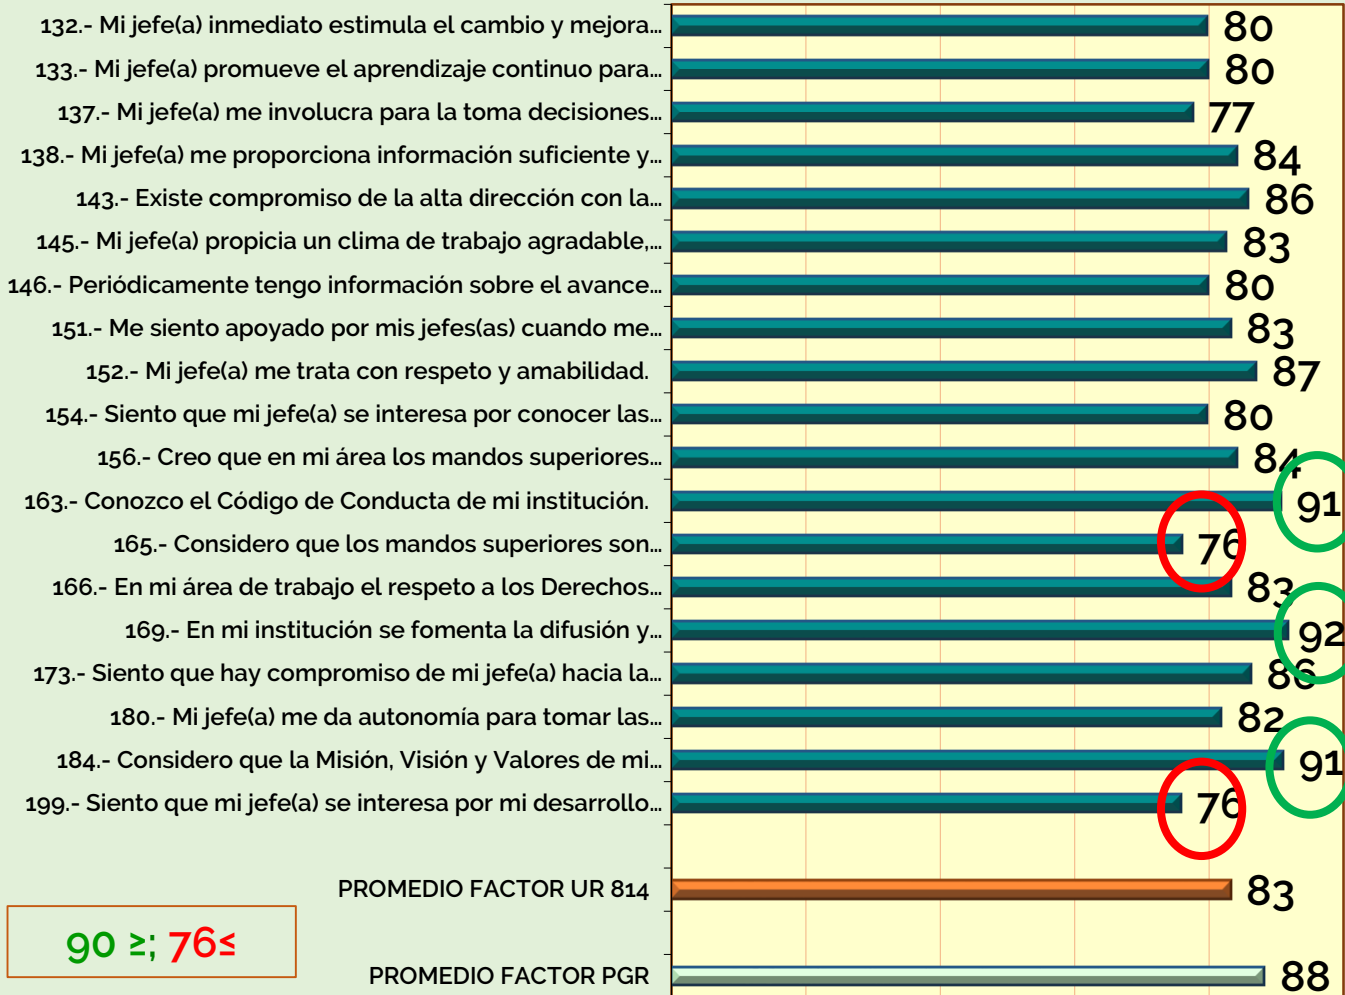 132.- Mi jefe(a) inmediato estimula el cambio y mejora... 80
133.- Mi jefe(a) promueve el aprendizaje continuo para... 80
137.- Mi jefe(a) me involucra para la toma decisiones... 77
138.- Mi jefe(a) me proporciona información suficiente y... 84
143.- Existe compromiso de la alta dirección con la... 86
145.- Mi jefe(a) propicia un clima de trabajo agradable,... 83
146.- Periódicamente tengo información sobre el avance... 80
151.- Me siento apoyado por mis jefes(as) cuando me... 83
152.- Mi jefe(a) me trata con respeto y amabilidad. 87
154.- Siento que mi jefe(a) se interesa por conocer las... 80
156.- Creo que en mi área los mandos superiores... 84
163.- Conozco el Código de Conducta de mi institución. 91
165.- Considero que los mandos superiores son... 76
166.- En mi área de trabajo el respeto a los Derechos... 83
169.- En mi institución se fomenta la difusión y... 92
173.- Siento que hay compromiso de mi jefe(a) hacia la... 86
180.- Mi jefe(a) me da autonomía para tomar las... 82
184.- Considero que la Misión, Visión y Valores de mi... 91
199.- Siento que mi jefe(a) se interesa por mi desarrollo... 76
PROMEDIO FACTOR UR 814 83
90 ≥; 76≤
PROMEDIO FACTOR PGR 88